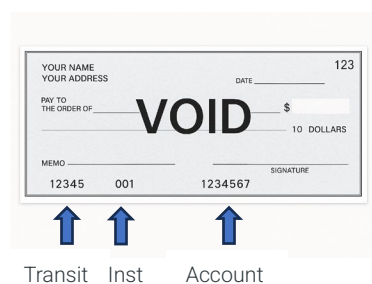 123
YOUR NAME
YOUR ADDRESS
DATE
PAY TO
THE ORDER OF
VOID
$
10 DOLLARS
MEMO
SIGNATURE
12345 001 1234567
Transit Inst Account